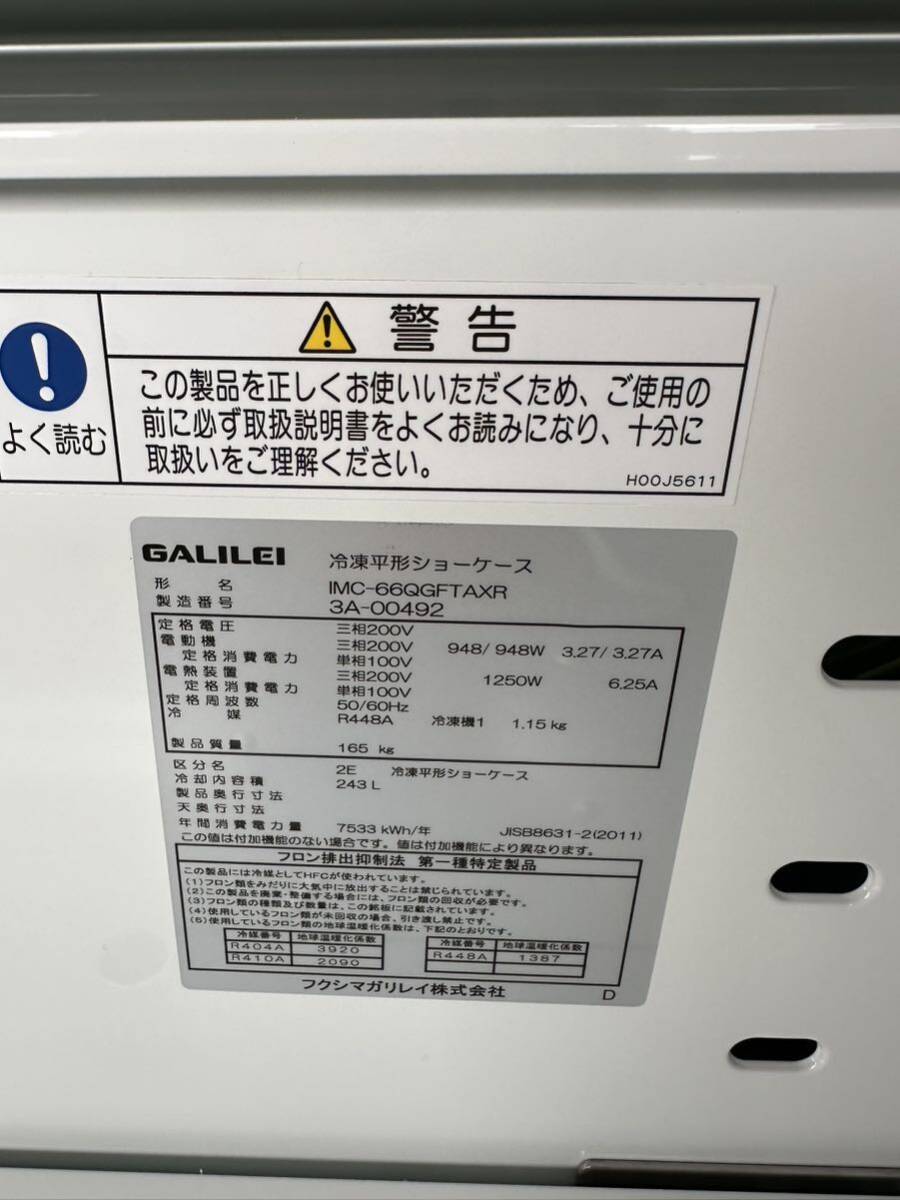 警告
よく読む
この製品を正しくお使いいただくため、ご使用の
前に必ず取扱説明書をよくお読みになり、十分に
取扱いをご理解ください。
H00J5611
GALILEI 冷凍平形ショーケース
形名 IMC-66QGFTAXR
製造番号 3A-00492
定格電圧 三相200V
電動機 三相200V 948/948W 3.27/3.27A
定格消費電力 単相100V
電熱装置 三相200V 1250W 6.25A
定格消費電力 単相100V
定格周波数 50/60Hz
冷媒 R448A 冷凍機1 1.15kg
製品質量 165 kg
区分名 2E 冷凍平形ショーケース
冷却内容積 243 L
製品奥行寸法
天奥行寸法
年間消費電力量 7533 kWh/年 JISB8631-2(2011)
この値は付加機能のない場合です。値は付加機能により異なります。
フロン排出抑制法 第一種特定製品
この製品には冷媒としてHFCが使われています。
(1)フロン類をみだりに大気中に放出することは禁じられています。
(2)この製品を廃棄・整備する場合には、フロン類の回収が必要です。
(3)フロン類の種類及び数量は、この銘板に記載されています。
(4)使用しているフロン類が未回収の場合、引き渡し禁止です。
(5)使用しているフロン類の地球温暖化係数は、下記のとおりです。
冷媒番号 地球温暖化係数 冷媒番号 地球温暖化係数
R404A 3920 R448A 1387
R410A 2090
フクシマガリレイ株式会社 D